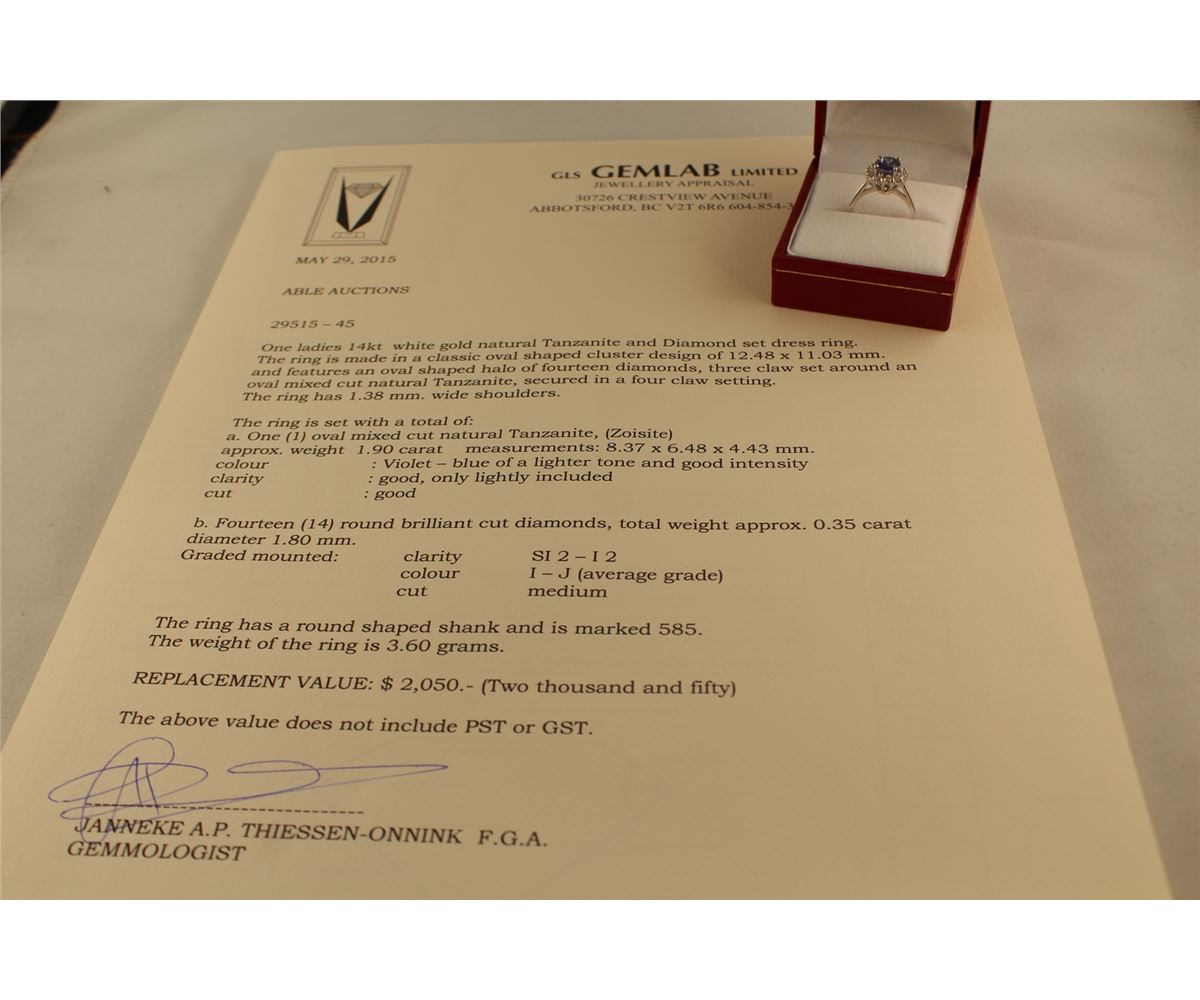 GLS GEMLAB LIMITED
JEWELLERY APPRAISAL
30726 CRESTVIEW AVENUE
ABBOTSFORD, BC V2T 6R6 604-854-3
MAY 29, 2015
ABLE AUCTIONS
29515 – 45
One ladies 14kt white gold natural Tanzanite and Diamond set dress ring.
The ring is made in a classic oval shaped cluster design of 12.48 x 11.03 mm.
and features an oval shaped halo of fourteen diamonds, three claw set around an
oval mixed cut natural Tanzanite, secured in a four claw setting.
The ring has 1.38 mm. wide shoulders.
The ring is set with a total of:
a. One (1) oval mixed cut natural Tanzanite, (Zoisite)
approx. weight 1.90 carat measurements: 8.37 x 6.48 x 4.43 mm.
colour : Violet – blue of a lighter tone and good intensity
clarity : good, only lightly included
cut : good
b. Fourteen (14) round brilliant cut diamonds, total weight approx. 0.35 carat
diameter 1.80 mm.
Graded mounted: clarity SI 2 – I 2
colour I – J (average grade)
cut medium
The ring has a round shaped shank and is marked 585.
The weight of the ring is 3.60 grams.
REPLACEMENT VALUE: $ 2,050.- (Two thousand and fifty)
The above value does not include PST or GST.
JANNEKE A.P. THIESSEN-ONNINK F.G.A.
GEMMOLOGIST